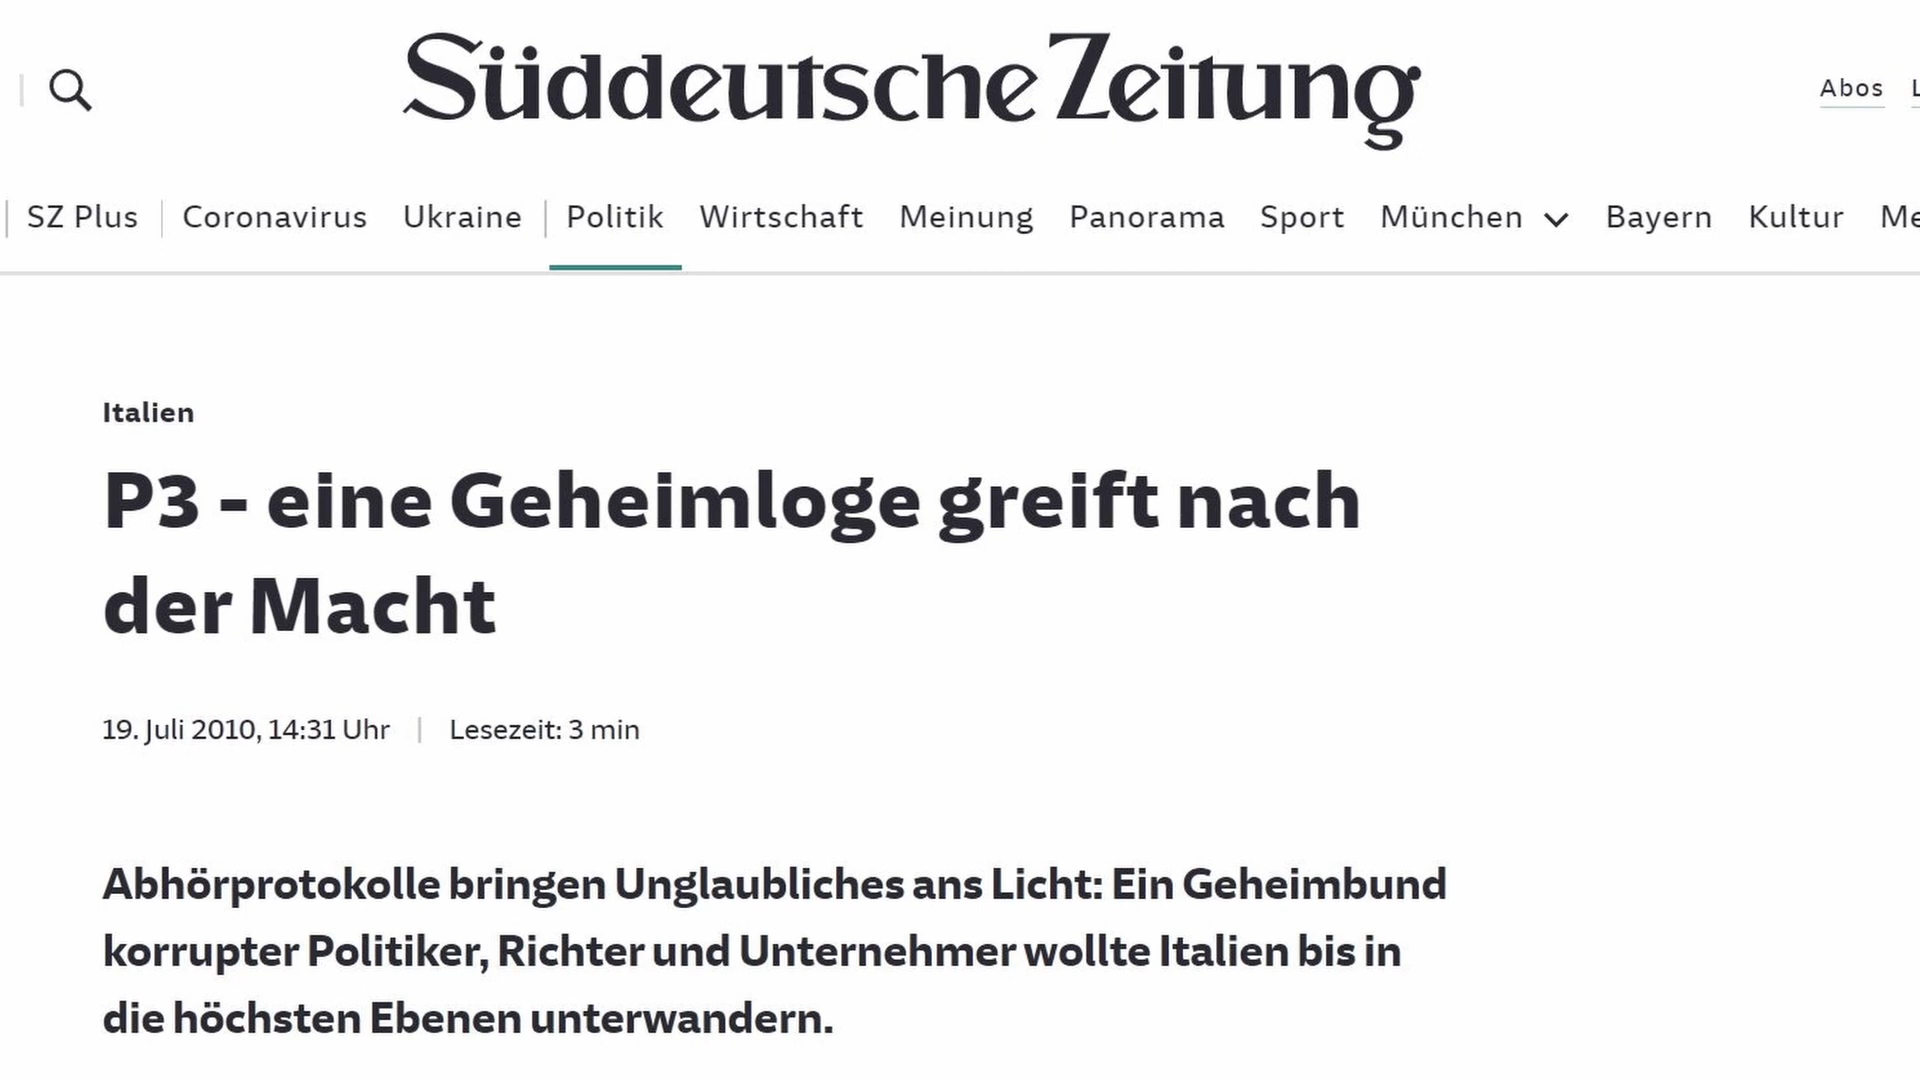 Süddeutsche Zeitung
Abos
SZ Plus Coronavirus Ukraine Politik Wirtschaft Meinung Panorama Sport München Bayern Kultur
Italien
P3 - eine Geheimloge greift nach
der Macht
19. Juli 2010, 14:31 Uhr | Lesezeit: 3 min
Abhörprotokolle bringen Unglaubliches ans Licht: Ein Geheimbund
korrupter Politiker, Richter und Unternehmer wollte Italien bis in
die höchsten Ebenen unterwandern.